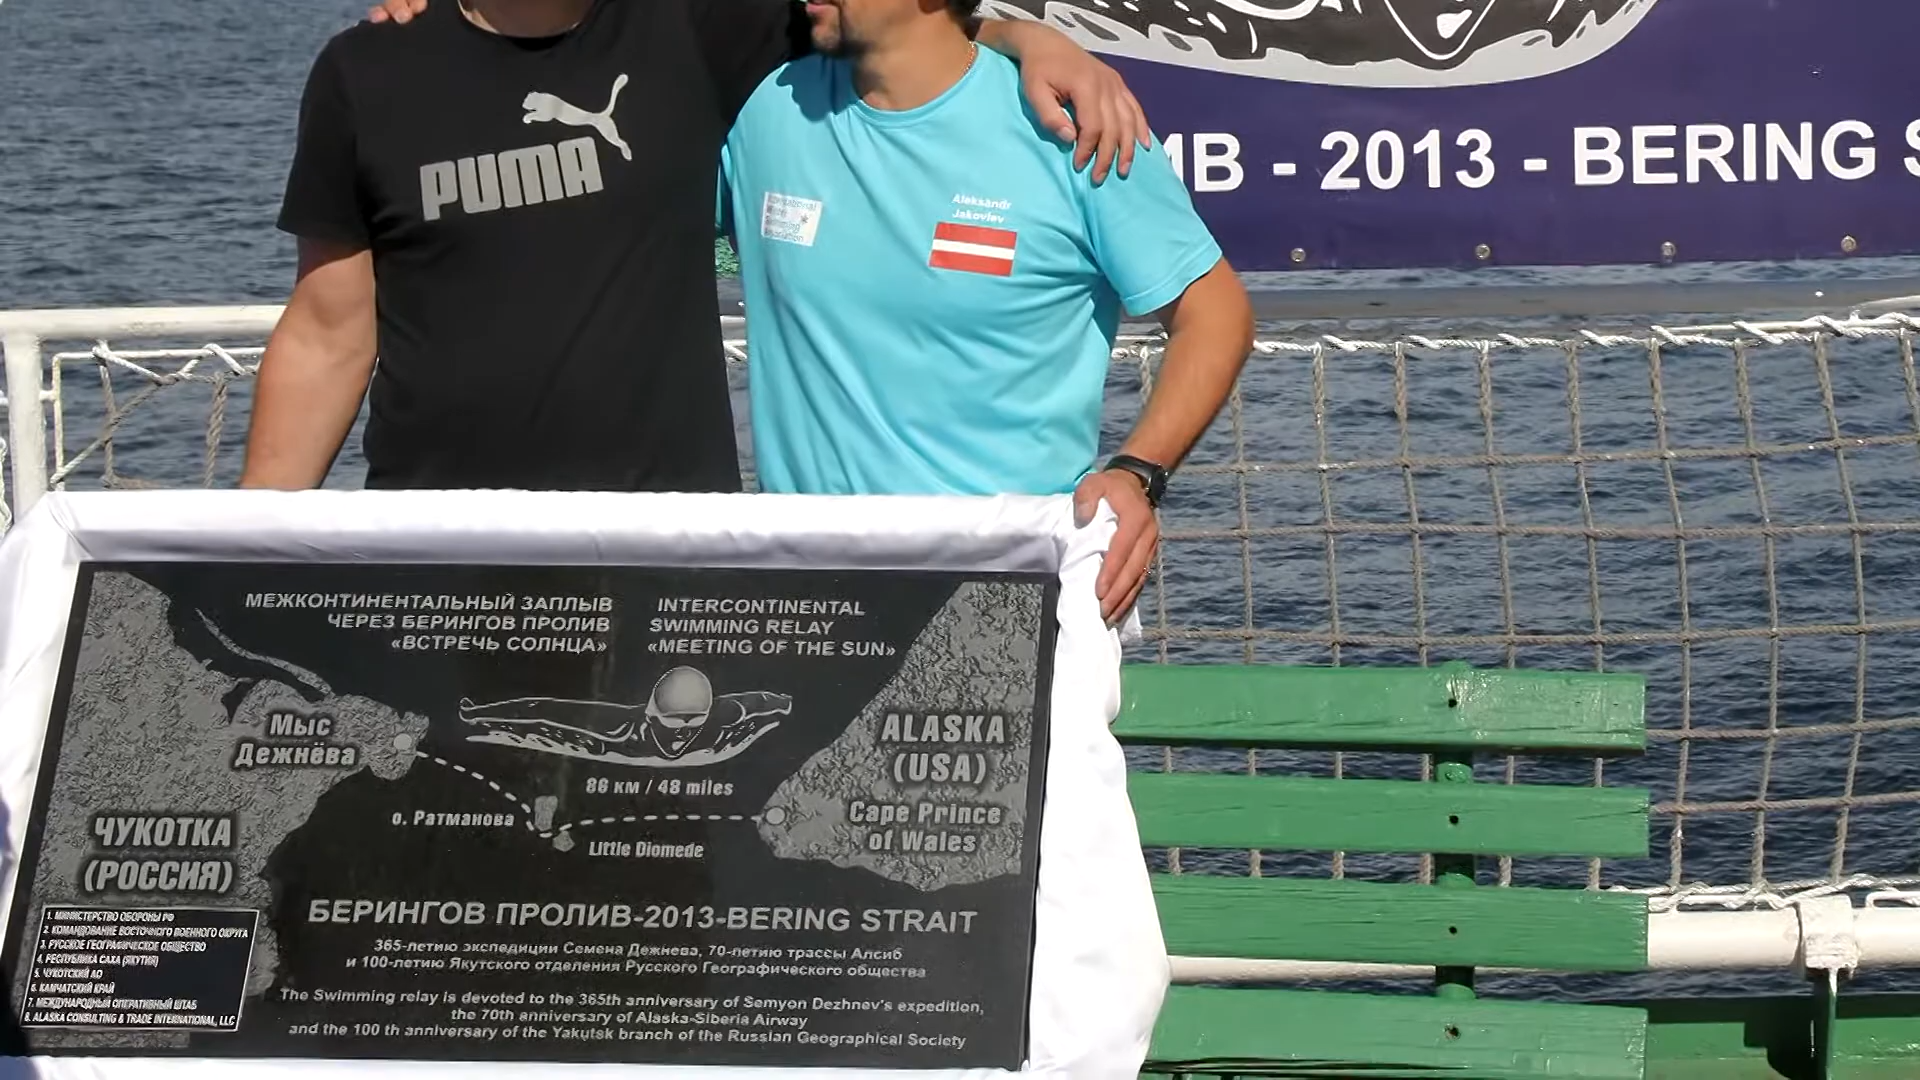 PUMA
International
Winter
Swimming
Association
Aleksandr
Jakovlev
- 2013 - BERING S
МЕЖКОНТИНЕНТАЛЬНЫЙ ЗАПЛЫВ
ЧЕРЕЗ БЕРИНГОВ ПРОЛИВ
«ВСТРЕЧЬ СОЛНЦА»
INTERCONTINENTAL
SWIMMING RELAY
«MEETING OF THE SUN»
Мыс
Дежнёва
ALASKA
(USA)
86 км / 48 miles
Cape Prince
of Wales
о. Ратманова
Little Diomede
ЧУКОТКА
(РОССИЯ)
БЕРИНГОВ ПРОЛИВ-2013-BERING STRAIT
365-летию экспедиции Семена Дежнева, 70-летию трассы Алсиб
и 100-летию Якутского отделения Русского Географического общества
The Swimming relay is devoted to the 365th anniversary of Semyon Dezhnev's expedition,
the 70th anniversary of Alaska-Siberia Airway
and the 100 th anniversary of the Yakutsk branch of the Russian Geographical Society
1. МИНИСТЕРСТВО ОБОРОНЫ РФ
2. КОМАНДОВАНИЕ ВОСТОЧНОГО ВОЕННОГО ОКРУГА
3. РУССКОЕ ГЕОГРАФИЧЕСКОЕ ОБЩЕСТВО
4. РЕСПУБЛИКА САХА (ЯКУТИЯ)
5. ЧУКОТСКИЙ АО
6. КАМЧАТСКИЙ КРАЙ
7. МЕЖДУНАРОДНЫЙ ОПЕРАТИВНЫЙ ШТАБ
8. ALASKA CONSULTING & TRADE INTERNATIONAL, LLC